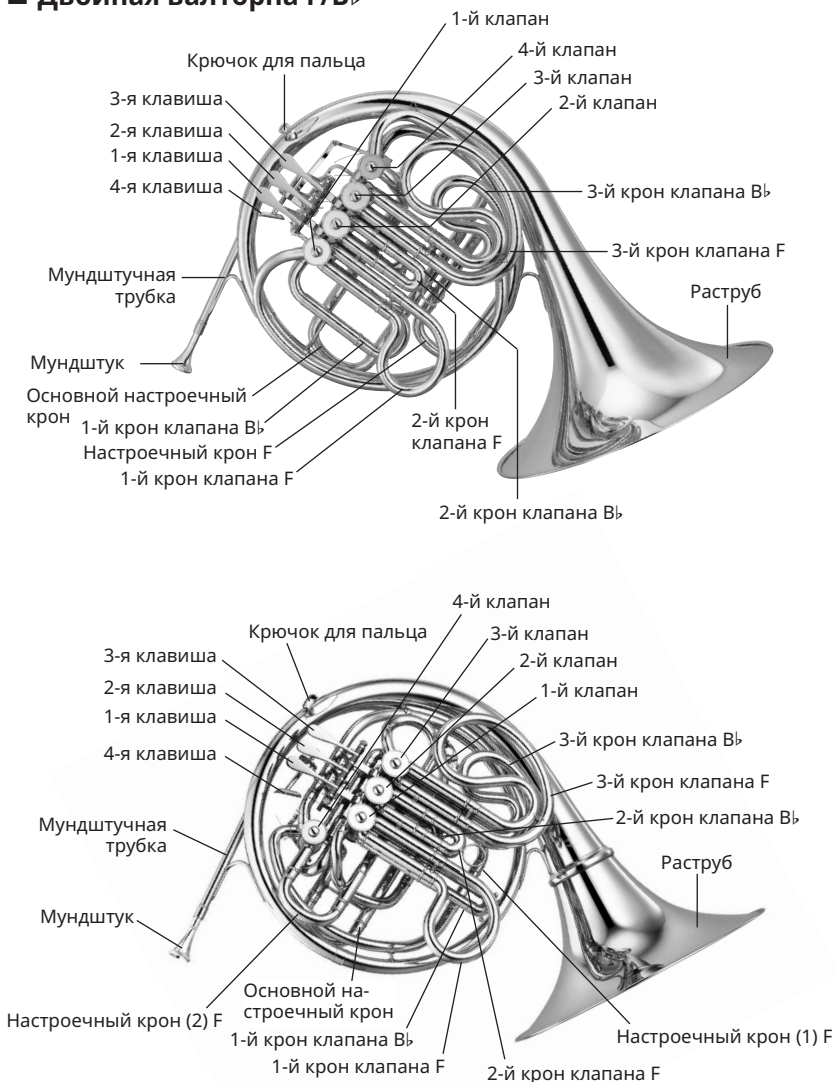 ■ Двойная валторна F/B♭
1-й клапан
4-й клапан
Крючок для пальца
3-й клапан
3-я клавиша
2-й клапан
2-я клавиша
1-я клавиша
4-я клавиша
3-й крон клапана B♭
3-й крон клапана F
Мундштучная
трубка
Раструб
Мундштук
Основной настроечный
крон
1-й крон клапана B♭
2-й крон
клапана F
Настроечный крон F
1-й крон клапана F
2-й крон клапана B♭
4-й клапан
Крючок для пальца
3-й клапан
3-я клавиша
2-й клапан
2-я клавиша
1-й клапан
1-я клавиша
3-й крон клапана B♭
4-я клавиша
3-й крон клапана F
2-й крон клапана B♭
Мундштучная
трубка
Раструб
Мундштук
Основной на-
строечный крон
Настроечный крон (2) F
1-й крон клапана B♭
Настроечный крон (1) F
1-й крон клапана F
2-й крон клапана F